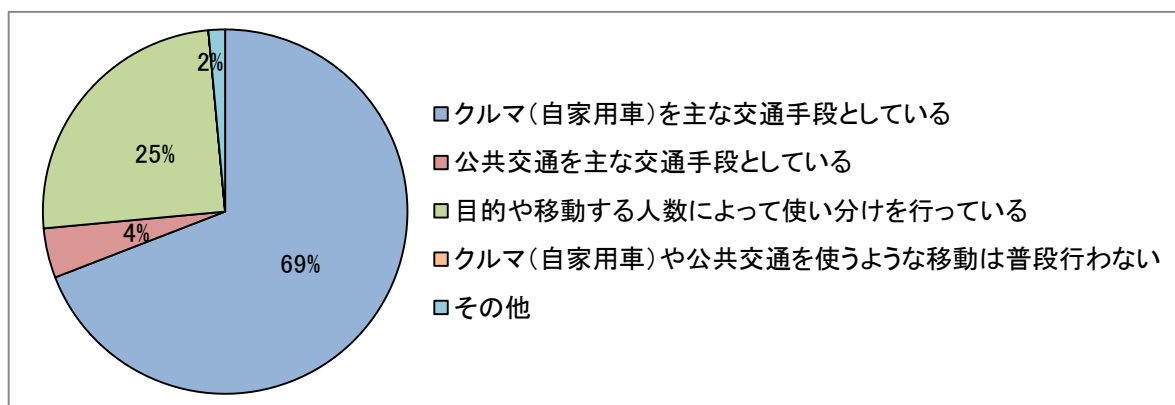 2%
25%
4%
69%
クルマ（自家用車）を主な交通手段としている
公共交通を主な交通手段としている
目的や移動する人数によって使い分けを行っている
クルマ（自家用車）や公共交通を使うような移動は普段行わない
その他